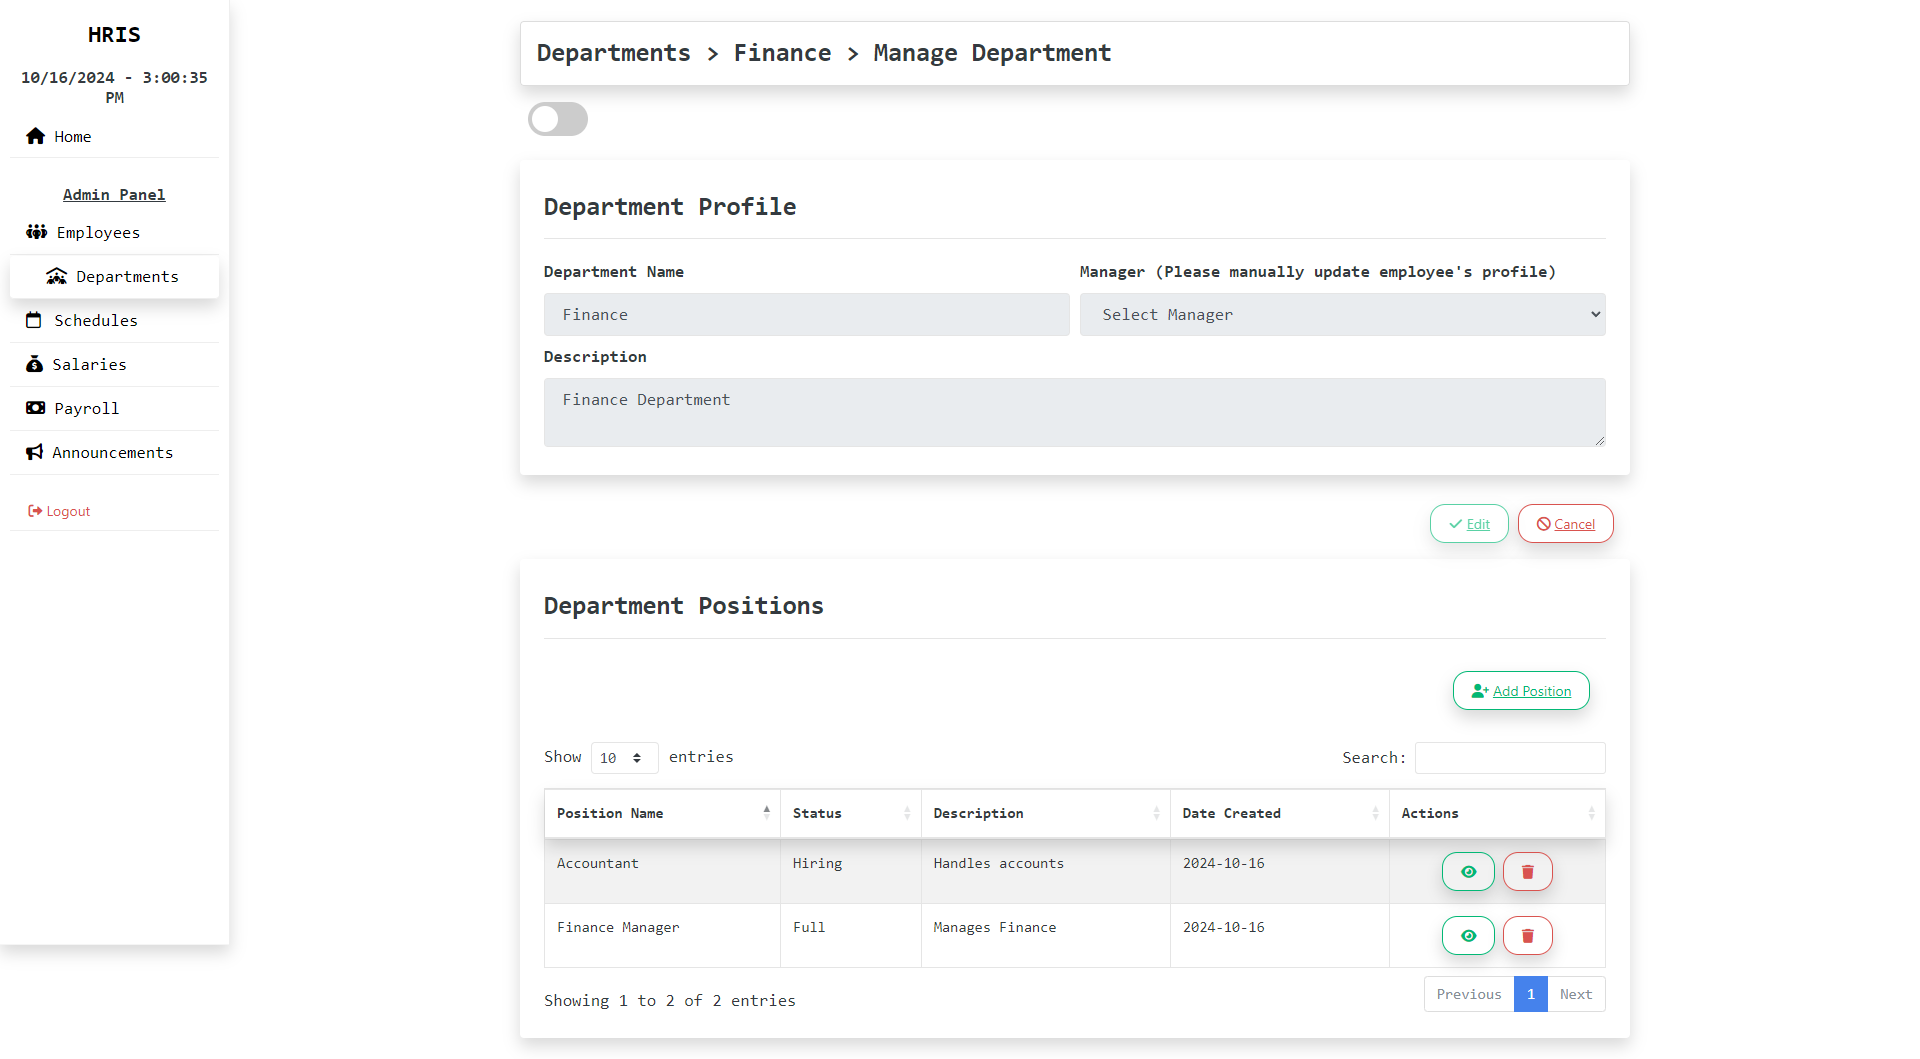 HRIS
10/16/2024 - 3:00:35
PM
Home
Admin Panel
Employees
Departments
Schedules
Salaries
Payroll
Announcements
Logout
Departments > Finance > Manage Department
Department Profile
Department Name
Manager (Please manually update employee's profile)
Finance
Select Manager
Description
Finance Department
Edit
Cancel
Department Positions
Add Position
Show 10 entries
Search:
Position Name Status Description Date Created Actions
Accountant Hiring Handles accounts 2024-10-16
Finance Manager Full Manages Finance 2024-10-16
Showing 1 to 2 of 2 entries
Previous 1 Next